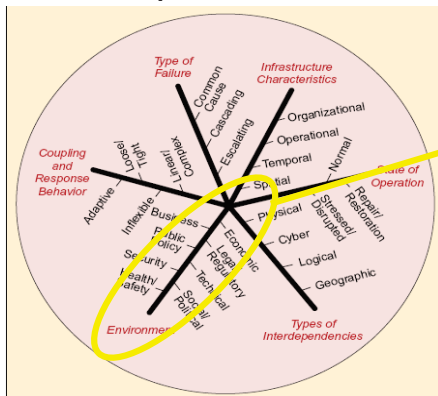 Type of
Failure
Common
Cause
Cascading
Escalating
Infrastructure
Characteristics
Organizational
Operational
Temporal
Spatial
State of
Operation
Normal
Repair/
Restoration
Stressed/
Disrupted
Types of
Interdependencies
Physical
Cyber
Logical
Geographic
Environment
Business
Public
Policy
Security
Health/
Safety
Economic
Legal/
Regulatory
Technical
Social/
Political
Coupling
and
Response
Behavior
Loose/
Tight
Linear/
Complex
Adaptive
Inflexible